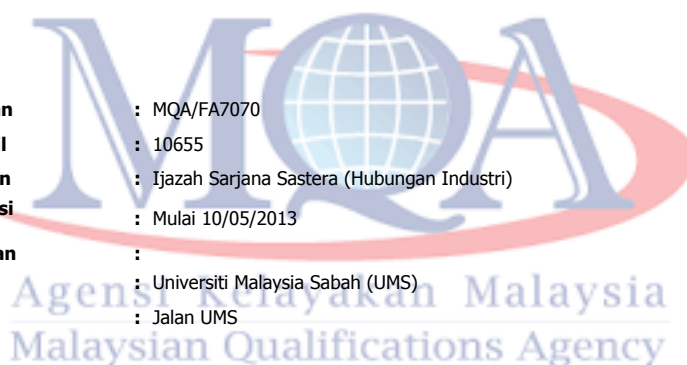 MQA
an : MQA/FA7070
l : 10655
n : Ijazah Sarjana Sastera (Hubungan Industri)
si
: Mulai 10/05/2013
an :
: Universiti Malaysia Sabah (UMS)
Agensi Kelayakan Malaysia
: Jalan UMS
Malaysian Qualifications Agency